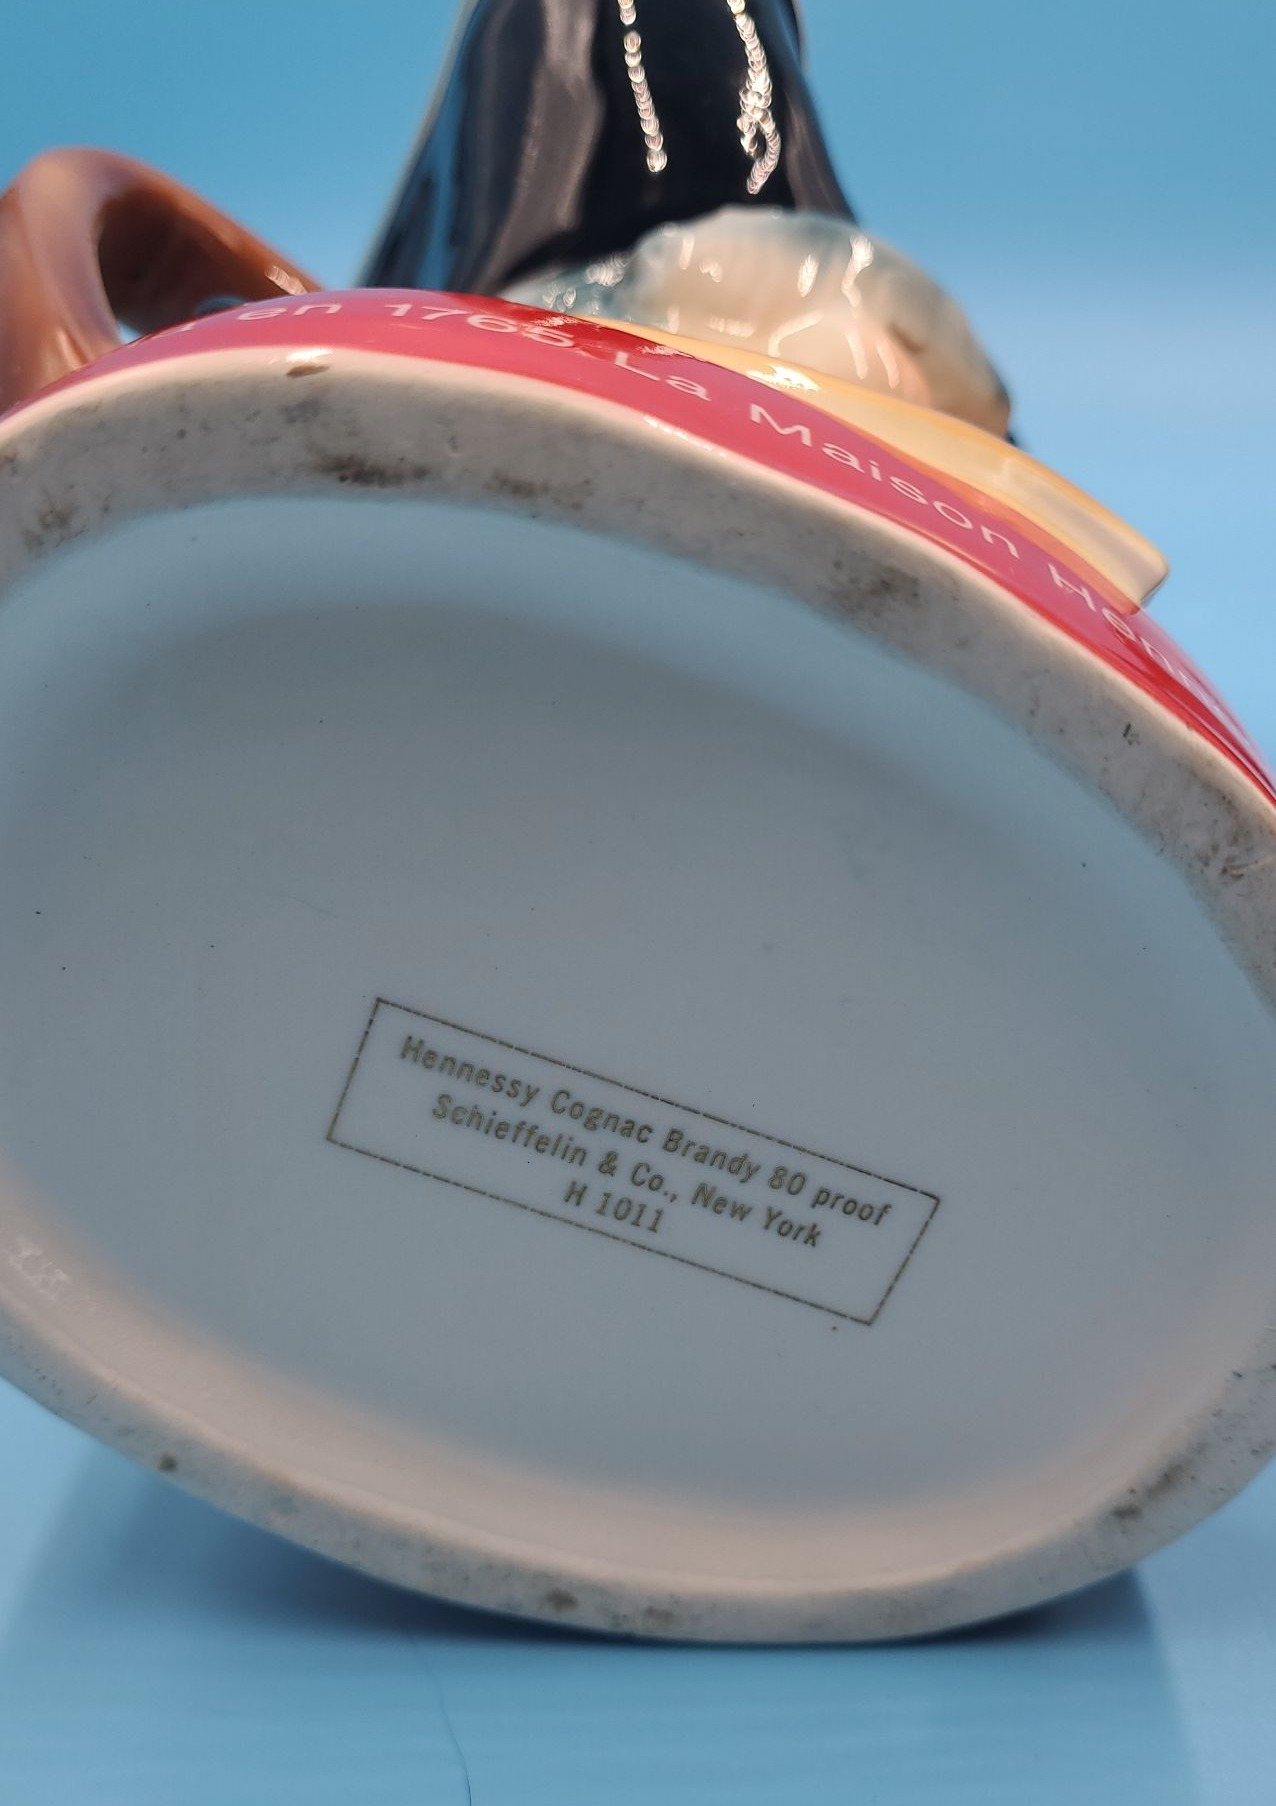 en 1765 La Maison
Hennessy Cognac Brandy 80 proof
Schieffelin & Co., New York
H 1011